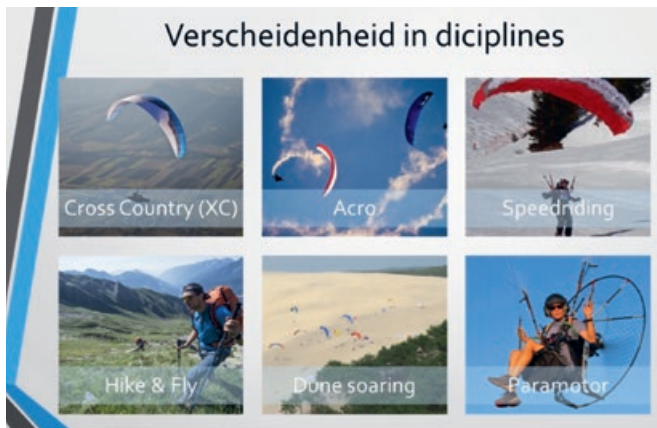 Verscheidenheid in diciplines
Cross Country (XC)
Acro
Speedriding
Hike & Fly
Dune soaring
Paramotor